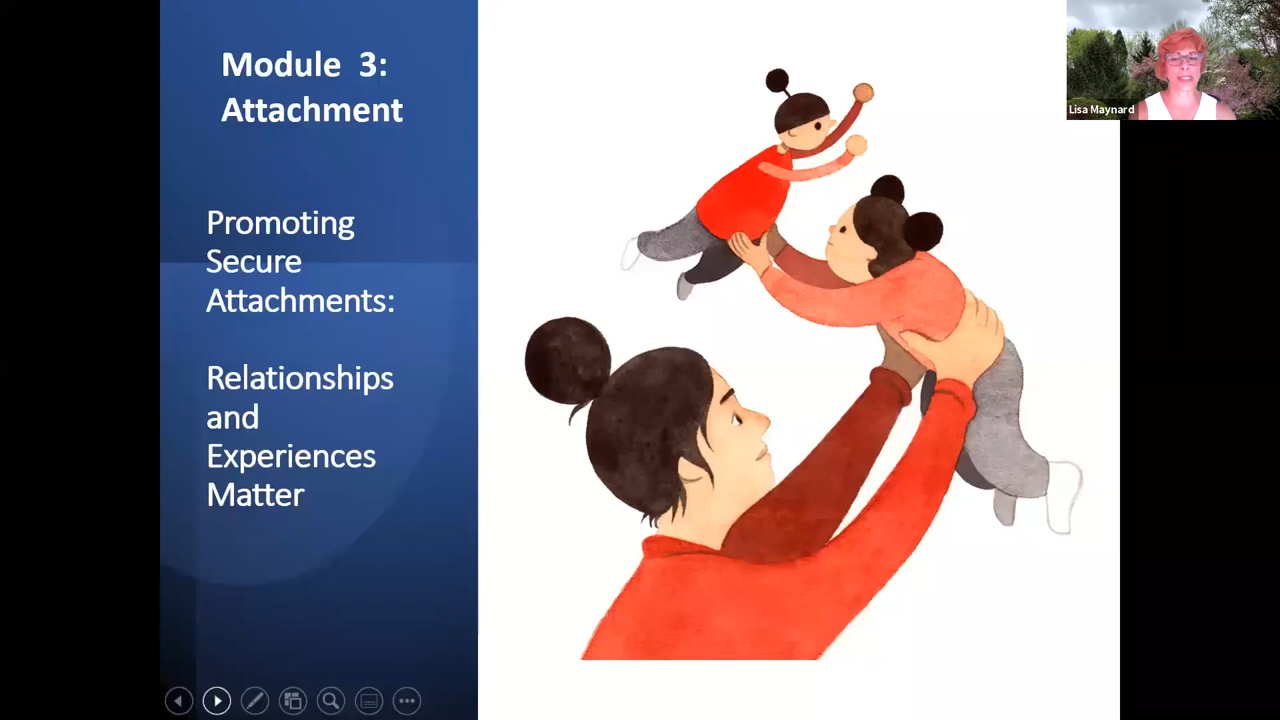 Module 3:
Attachment
Promoting
Secure
Attachments:
Relationships
and
Experiences
Matter
Lisa Maynard